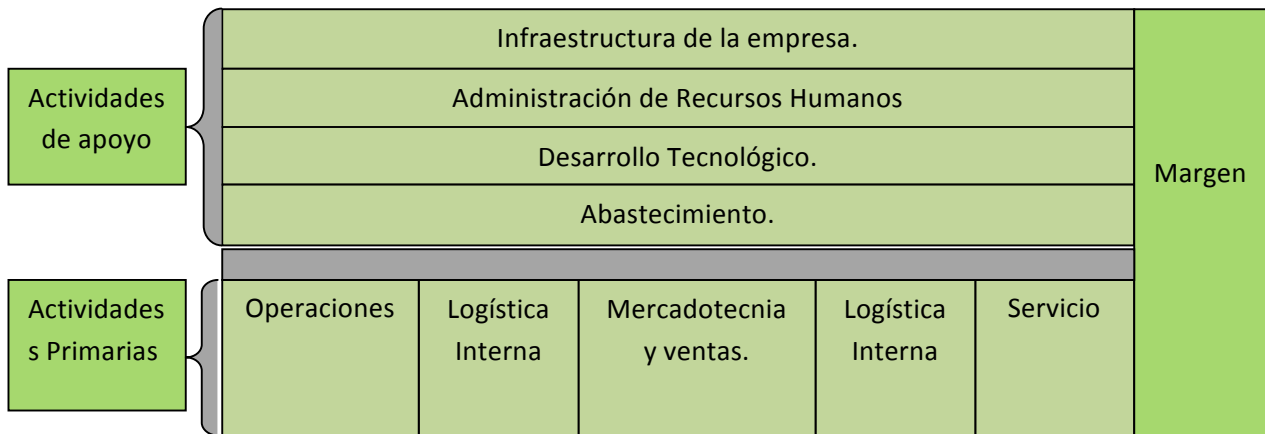 Infraestructura de la empresa.
Actividades
de apoyo
Administración de Recursos Humanos
Desarrollo Tecnológico.
Abastecimiento.
Margen
Actividades
s Primarias
Operaciones
Logística
Interna
Mercadotecnia
y ventas.
Logística
Interna
Servicio